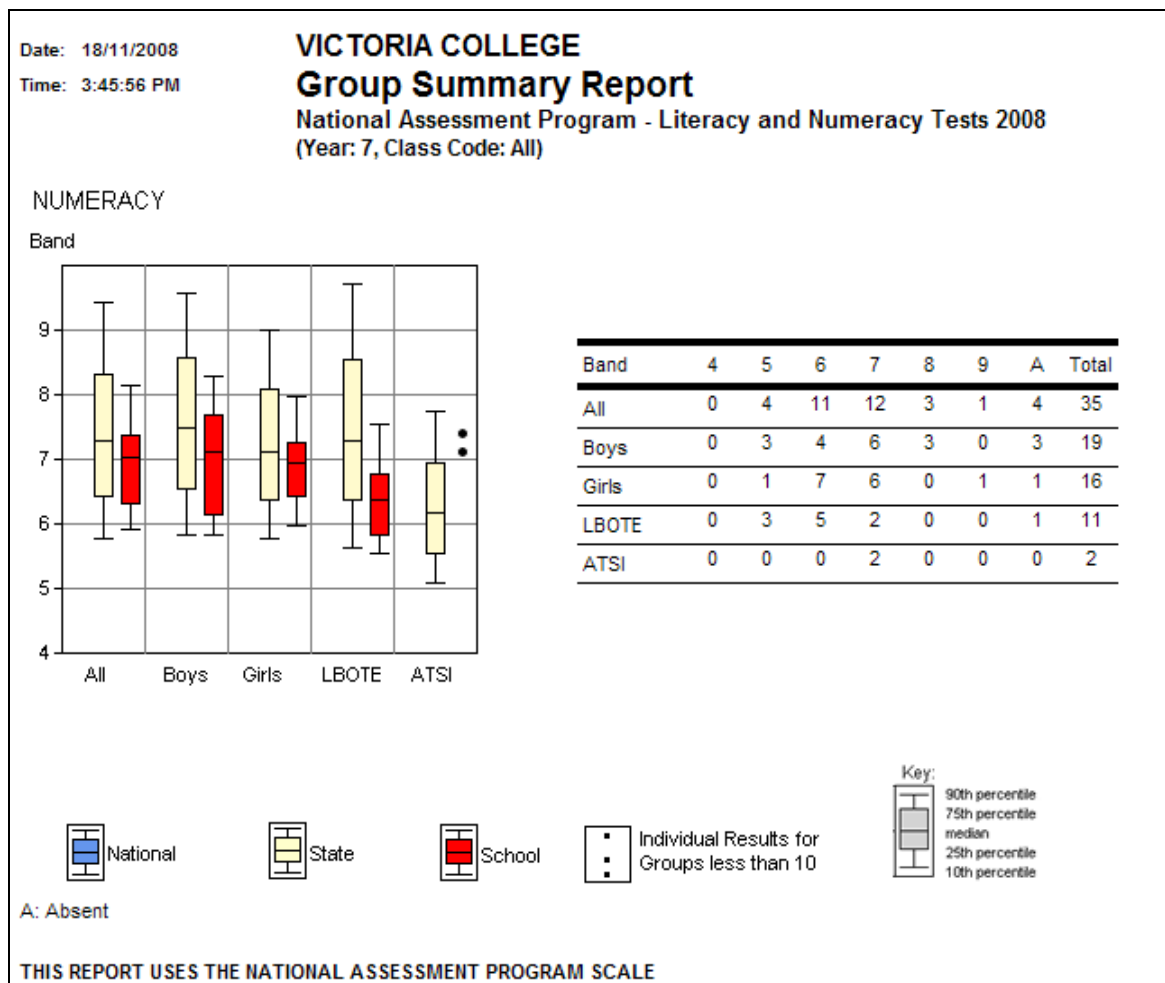 Date: 18/11/2008
Time: 3:45:56 PM
VICTORIA COLLEGE
Group Summary Report
National Assessment Program - Literacy and Numeracy Tests 2008
(Year: 7, Class Code: All)
NUMERACY
Band
9
8
7
6
5
4
All Boys Girls LBOTE ATSI
Band 4 5 6 7 8 9 A Total
All 0 4 11 12 3 1 4 35
Boys 0 3 4 6 3 0 3 19
Girls 0 1 7 6 0 1 1 16
LBOTE 0 3 5 2 0 0 1 11
ATSI 0 0 0 2 0 0 0 2
National
State
School
Individual Results for
Groups less than 10
Key:
90th percentile
75th percentile
median
25th percentile
10th percentile
A: Absent
THIS REPORT USES THE NATIONAL ASSESSMENT PROGRAM SCALE